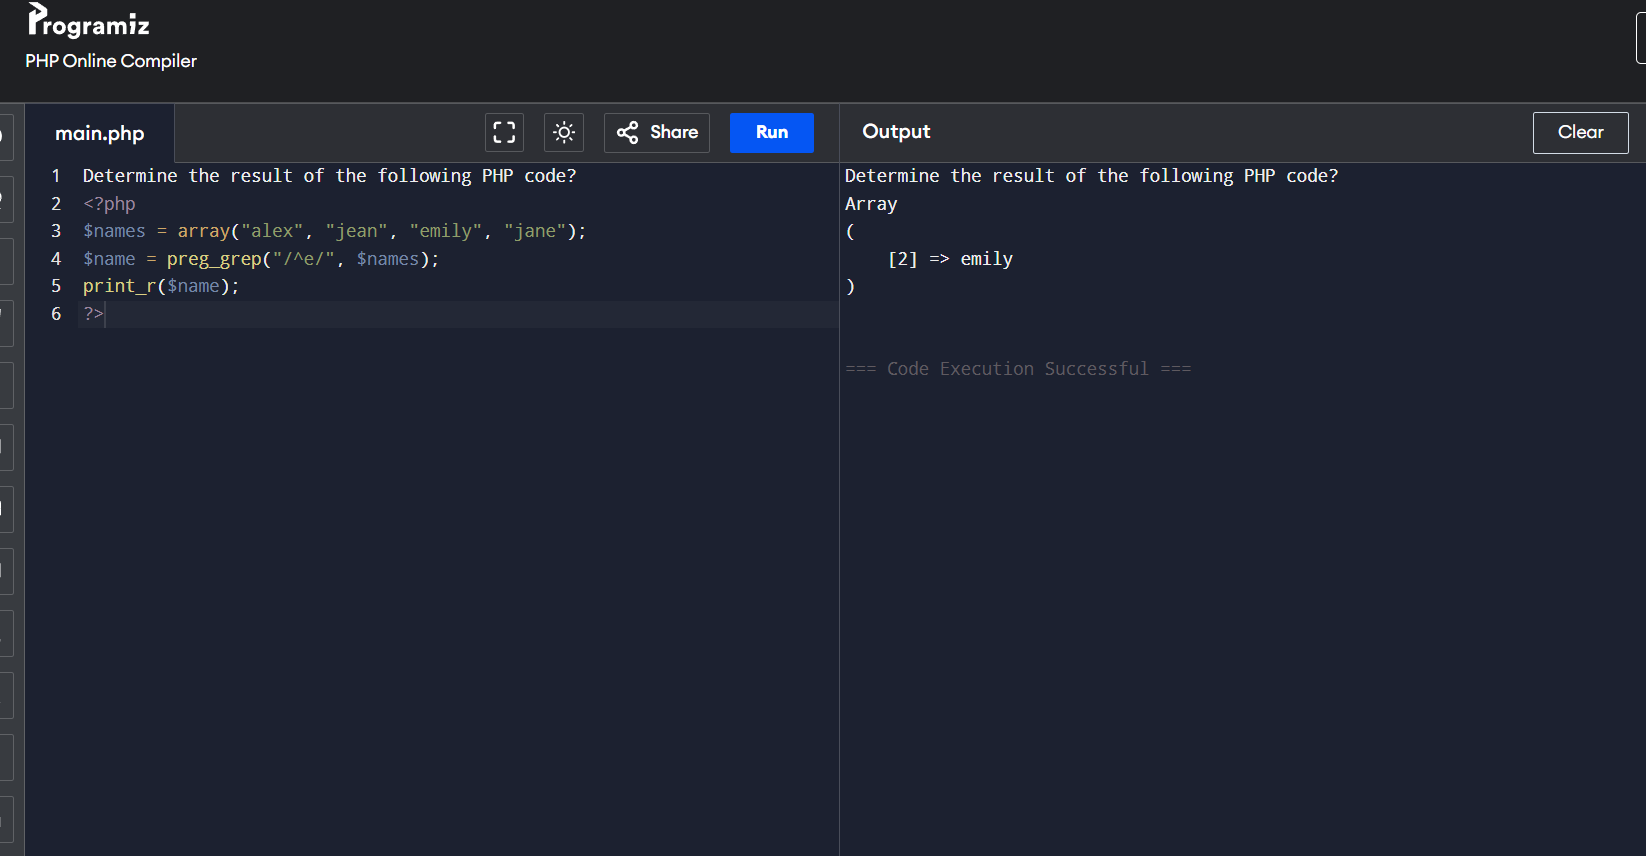 Programiz
PHP Online Compiler
main.php
Share
Run
Output
Clear
1 Determine the result of the following PHP code?
2 <?php
3 $names = array("alex", "jean", "emily", "jane");
4 $name = preg_grep("/^e/", $names);
5 print_r($name);
6 ?>
Determine the result of the following PHP code?
Array
(
    [2] => emily
)
=== Code Execution Successful ===